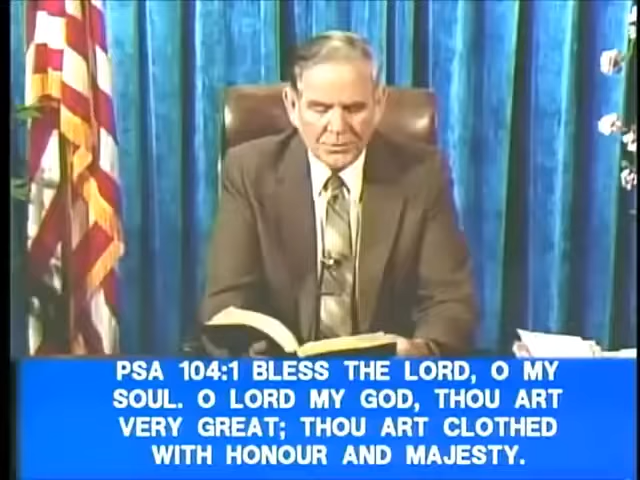 PSA 104:1 BLESS THE LORD, O MY
SOUL. O LORD MY GOD, THOU ART
VERY GREAT; THOU ART CLOTHED
WITH HONOUR AND MAJESTY.